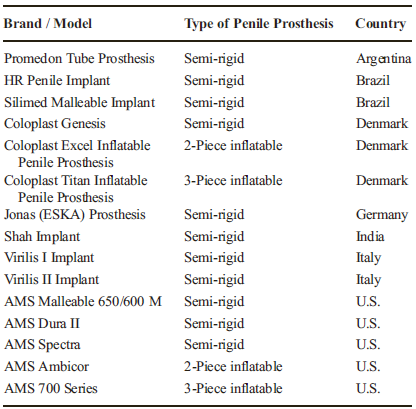 Brand / Model Type of Penile Prosthesis Country
Promedon Tube Prosthesis Semi-rigid Argentina
HR Penile Implant Semi-rigid Brazil
Silimed Malleable Implant Semi-rigid Brazil
Coloplast Genesis Semi-rigid Denmark
Coloplast Excel Inflatable 2-Piece inflatable Denmark
Penile Prosthesis
Coloplast Titan Inflatable 3-Piece inflatable Denmark
Penile Prosthesis
Jonas (ESKA) Prosthesis Semi-rigid Germany
Shah Implant Semi-rigid India
Virilis I Implant Semi-rigid Italy
Virilis II Implant Semi-rigid Italy
AMS Malleable 650/600 M Semi-rigid U.S.
AMS Dura II Semi-rigid U.S.
AMS Spectra Semi-rigid U.S.
AMS Ambicor 2-Piece inflatable U.S.
AMS 700 Series 3-Piece inflatable U.S.